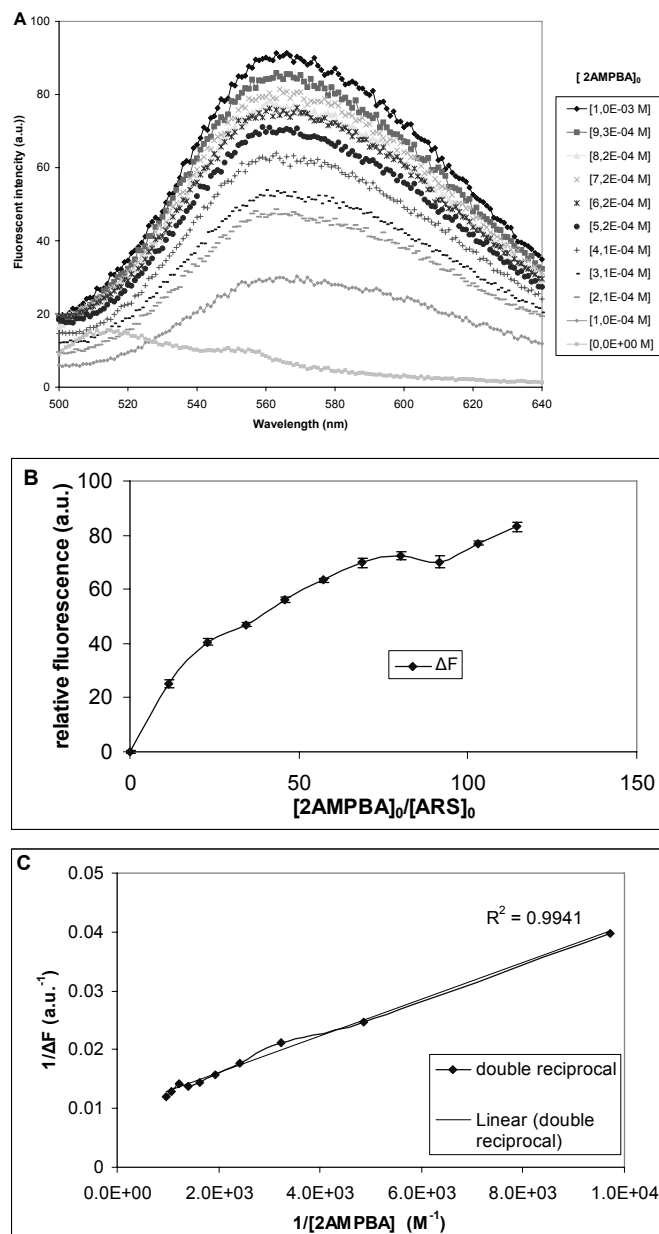 A
Fluorescent intencity (a.u.))
100
80
60
40
20
0
500
520
540
560
580
600
620
640
Wavelength (nm)
[ 2AMPBA]₀
[1,0E-03 M]
[9,3E-04 M]
[8,2E-04 M]
[7,2E-04 M]
[6,2E-04 M]
[5,2E-04 M]
[4,1E-04 M]
[3,1E-04 M]
[2,1E-04 M]
[1,0E-04 M]
[0,0E+00 M]
B
relative fluorescence (a.u.)
100
80
60
40
20
0
0
50
100
150
ΔF
[2AMPBA]₀/[ARS]₀
C
1/ΔF (a.u.⁻¹)
0.05
0.04
0.03
0.02
0.01
0
R² = 0.9941
double reciprocal
Linear (double
reciprocal)
0.0E+00
2.0E+03
4.0E+03
6.0E+03
8.0E+03
1.0E+04
1/[2AMPBA] (M⁻¹)